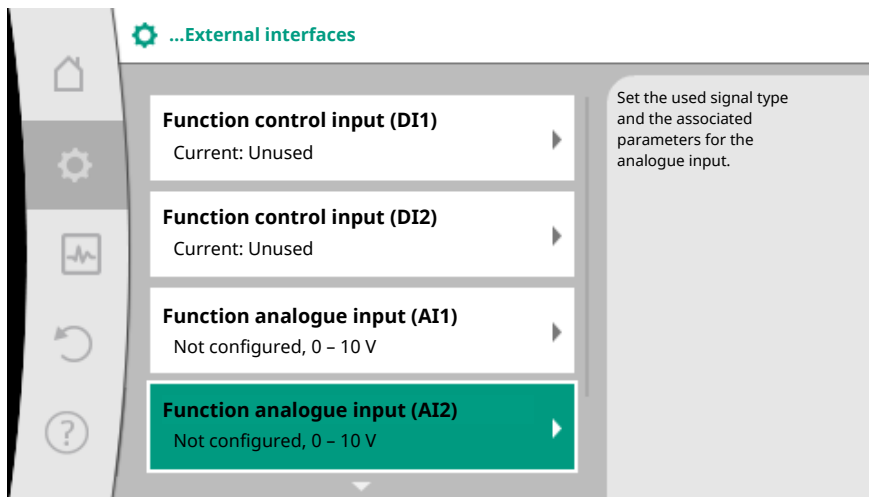 ...External interfaces
Function control input (DI1)
Current: Unused
Function control input (DI2)
Current: Unused
Function analogue input (AI1)
Not configured, 0 – 10 V
Function analogue input (AI2)
Not configured, 0 – 10 V
Set the used signal type
and the associated
parameters for the
analogue input.
?